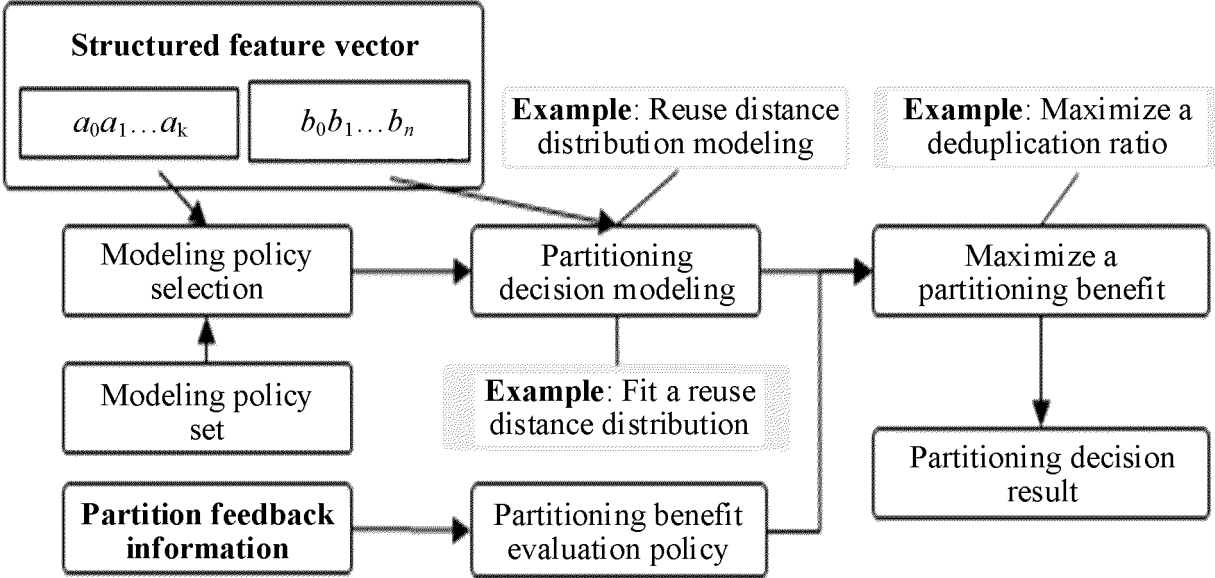 Structured feature vector
a₀a₁...aₖ
b₀b₁...bₙ
Example: Reuse distance
distribution modeling
Example: Maximize a
deduplication ratio
Modeling policy
selection
Partitioning
decision modeling
Maximize a
partitioning benefit
Modeling policy
set
Example: Fit a reuse
distance distribution
Partitioning decision
result
Partition feedback
information
Partitioning benefit
evaluation policy